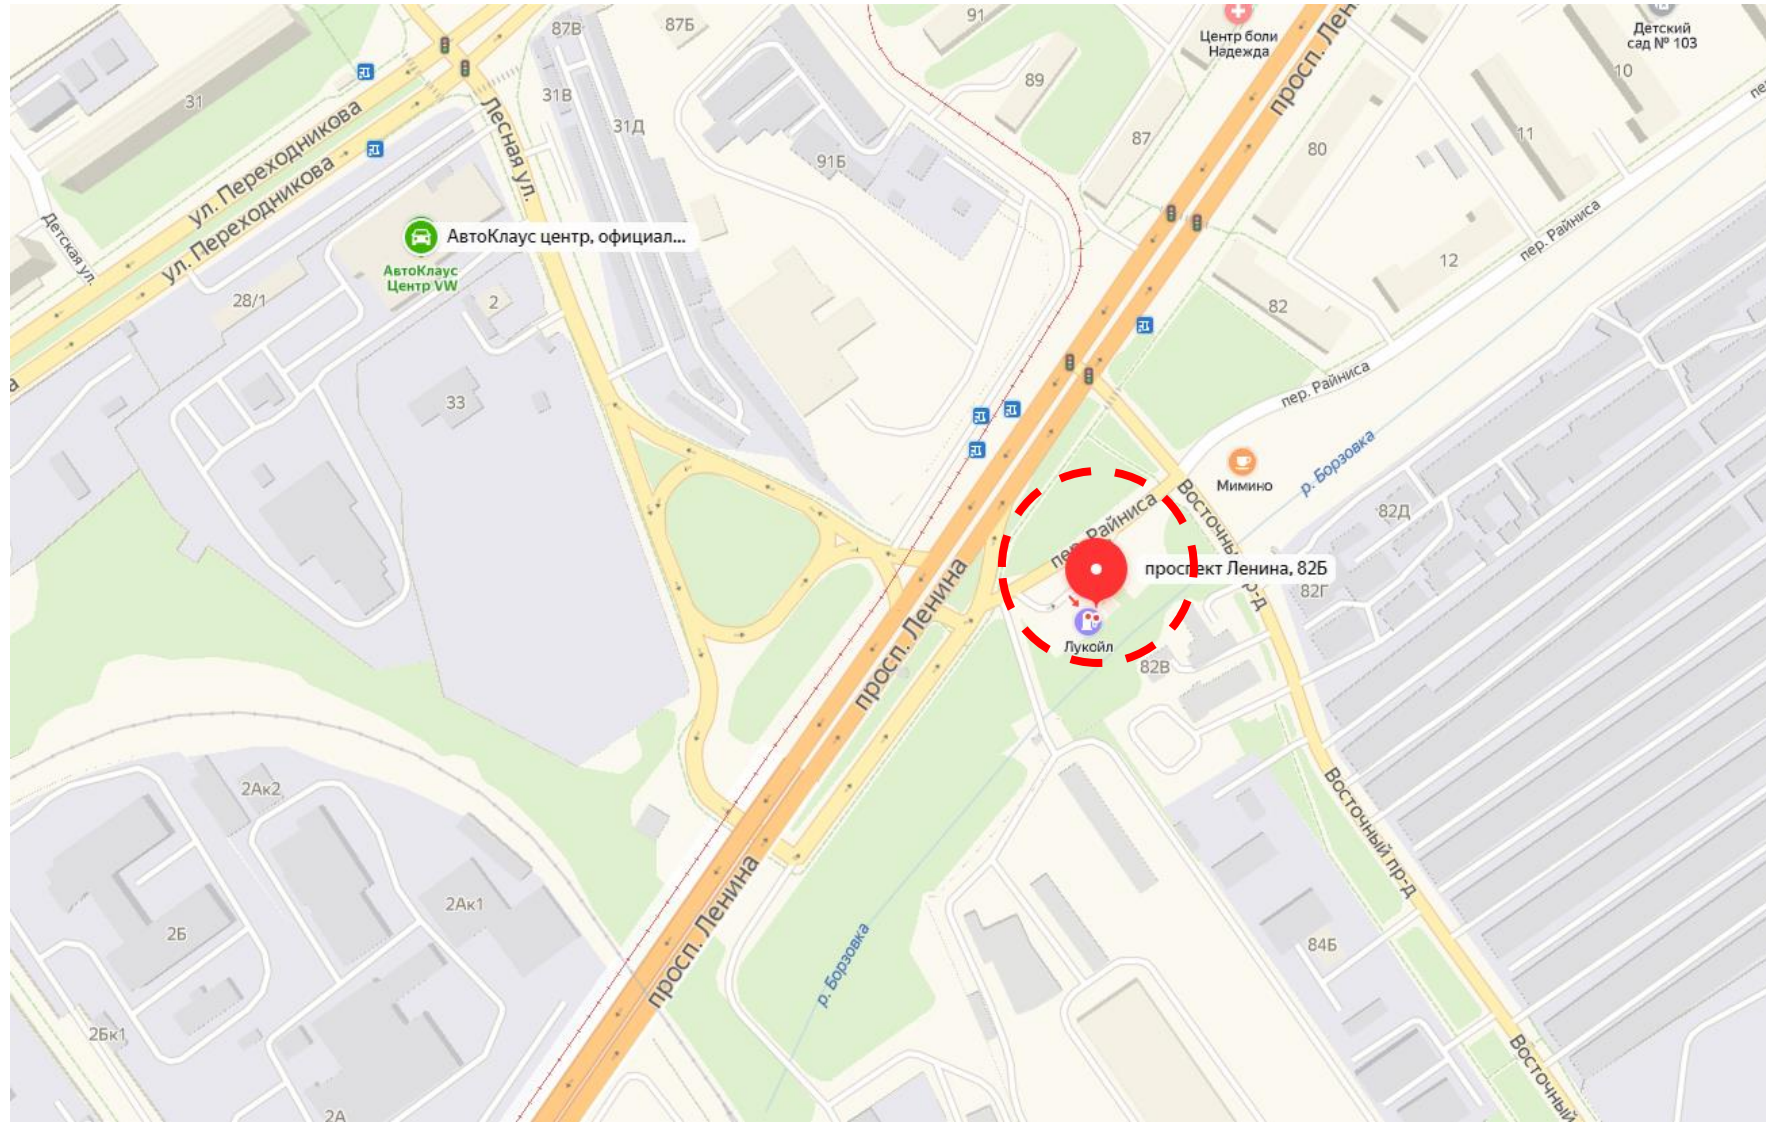 91
87В
87Б
Центр боли
Надежда
просп. Лен
Детский
сад № 103
10
31
31В
31Д
89
87
80
11
ул. Переходникова
Лесная ул.
91Б
ул. Переходникова
Детская ул.
АвтоКлаус центр, официал...
АвтоКлаус
Центр VW
28/1
2
пер. Райниса
12
82
33
пер. Райниса
Мимино
р. Борзовка
82Д
пер. Райниса
Восточный пр-д
проспект Ленина, 82Б
82Г
Лукойл
82В
просп. Ленина
2Ак2
Восточный пр-д
2Ак1
2Б
просп. Ленина
84Б
р. Борзовка
2Бк1
Восточный
2А